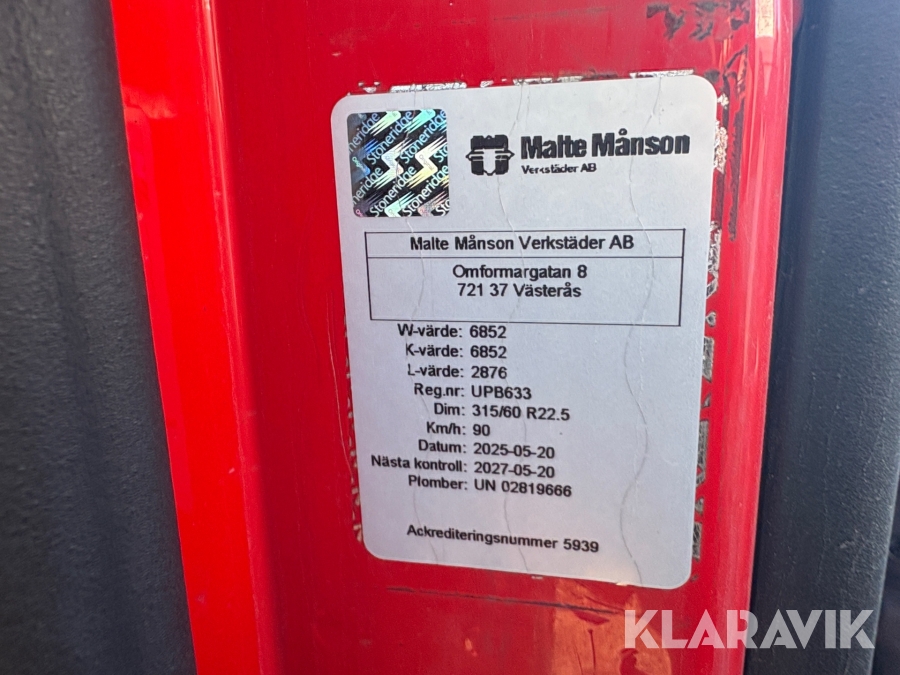 Stoneridge
Malte Månson
Verkstäder AB
Malte Månson Verkstäder AB
Omformargatan 8
721 37 Västerås
W-värde: 6852
K-värde: 6852
L-värde: 2876
Reg.nr: UPB633
Dim: 315/60 R22.5
Km/h: 90
Datum: 2025-05-20
Nästa kontroll: 2027-05-20
Plomber: UN 02819666
Ackrediteringsnummer 5939
KLARAVIK